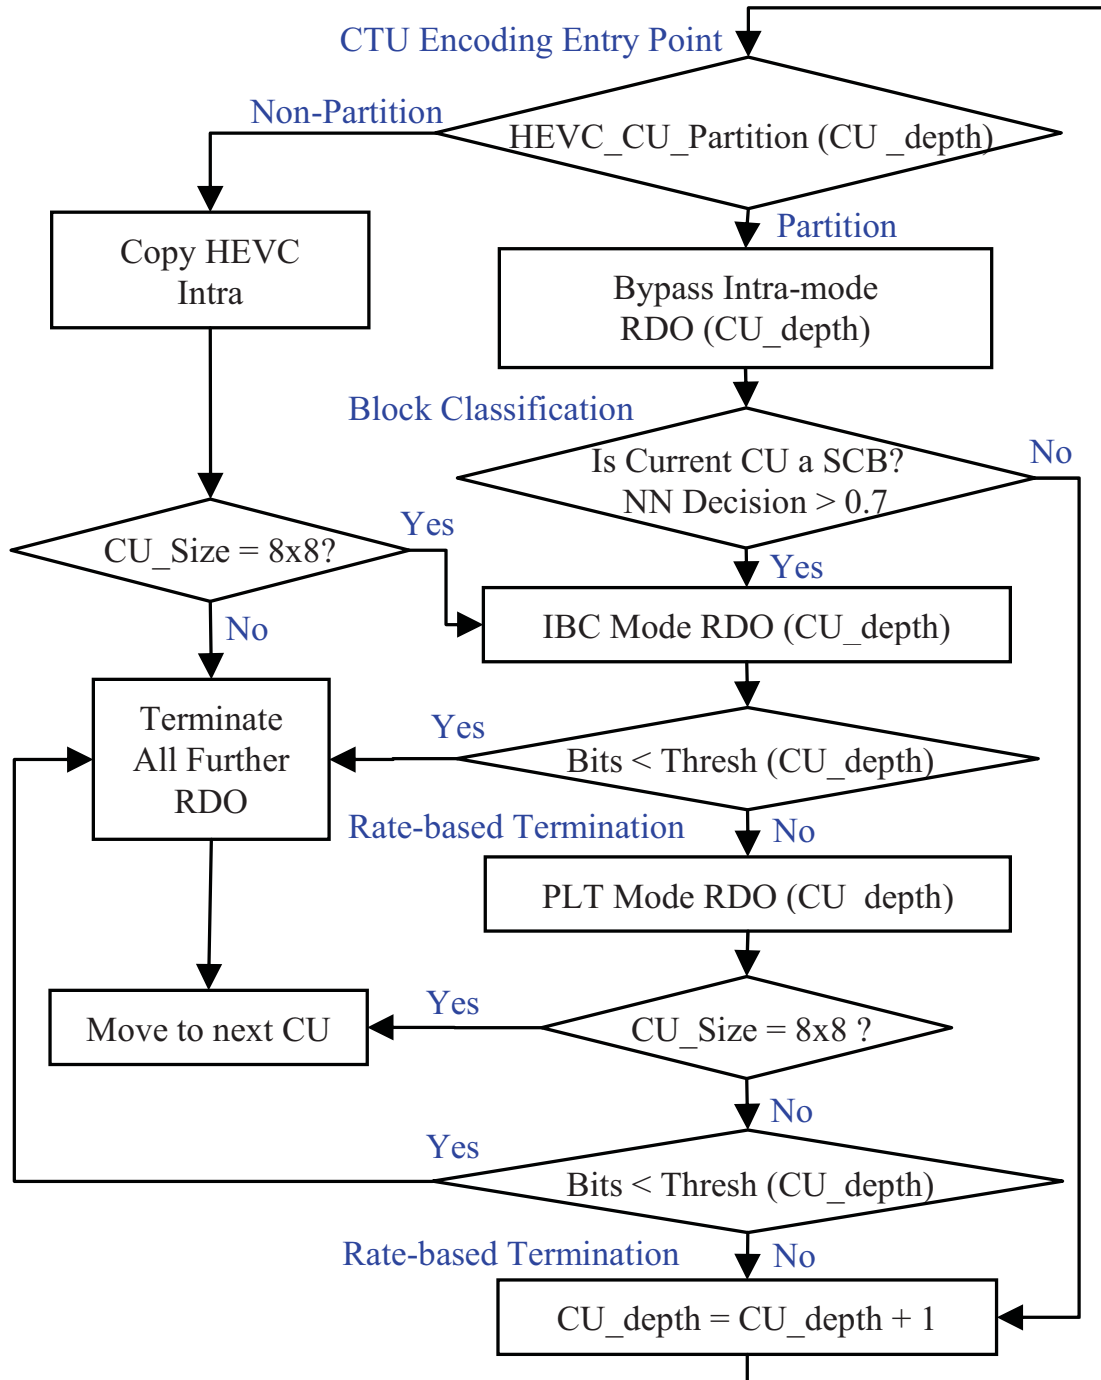 CTU Encoding Entry Point
Non-Partition
HEVC_CU_Partition (CU _depth)
Partition
Copy HEVC
Intra
Bypass Intra-mode
RDO (CU_depth)
Block Classification
Is Current CU a SCB?
NN Decision > 0.7
No
CU_Size = 8x8?
Yes
Yes
No
IBC Mode RDO (CU_depth)
Terminate
All Further
RDO
Yes
Bits < Thresh (CU_depth)
Rate-based Termination
No
PLT Mode RDO (CU depth)
Move to next CU
Yes
CU_Size = 8x8 ?
No
Yes
Bits < Thresh (CU_depth)
Rate-based Termination
No
CU_depth = CU_depth + 1